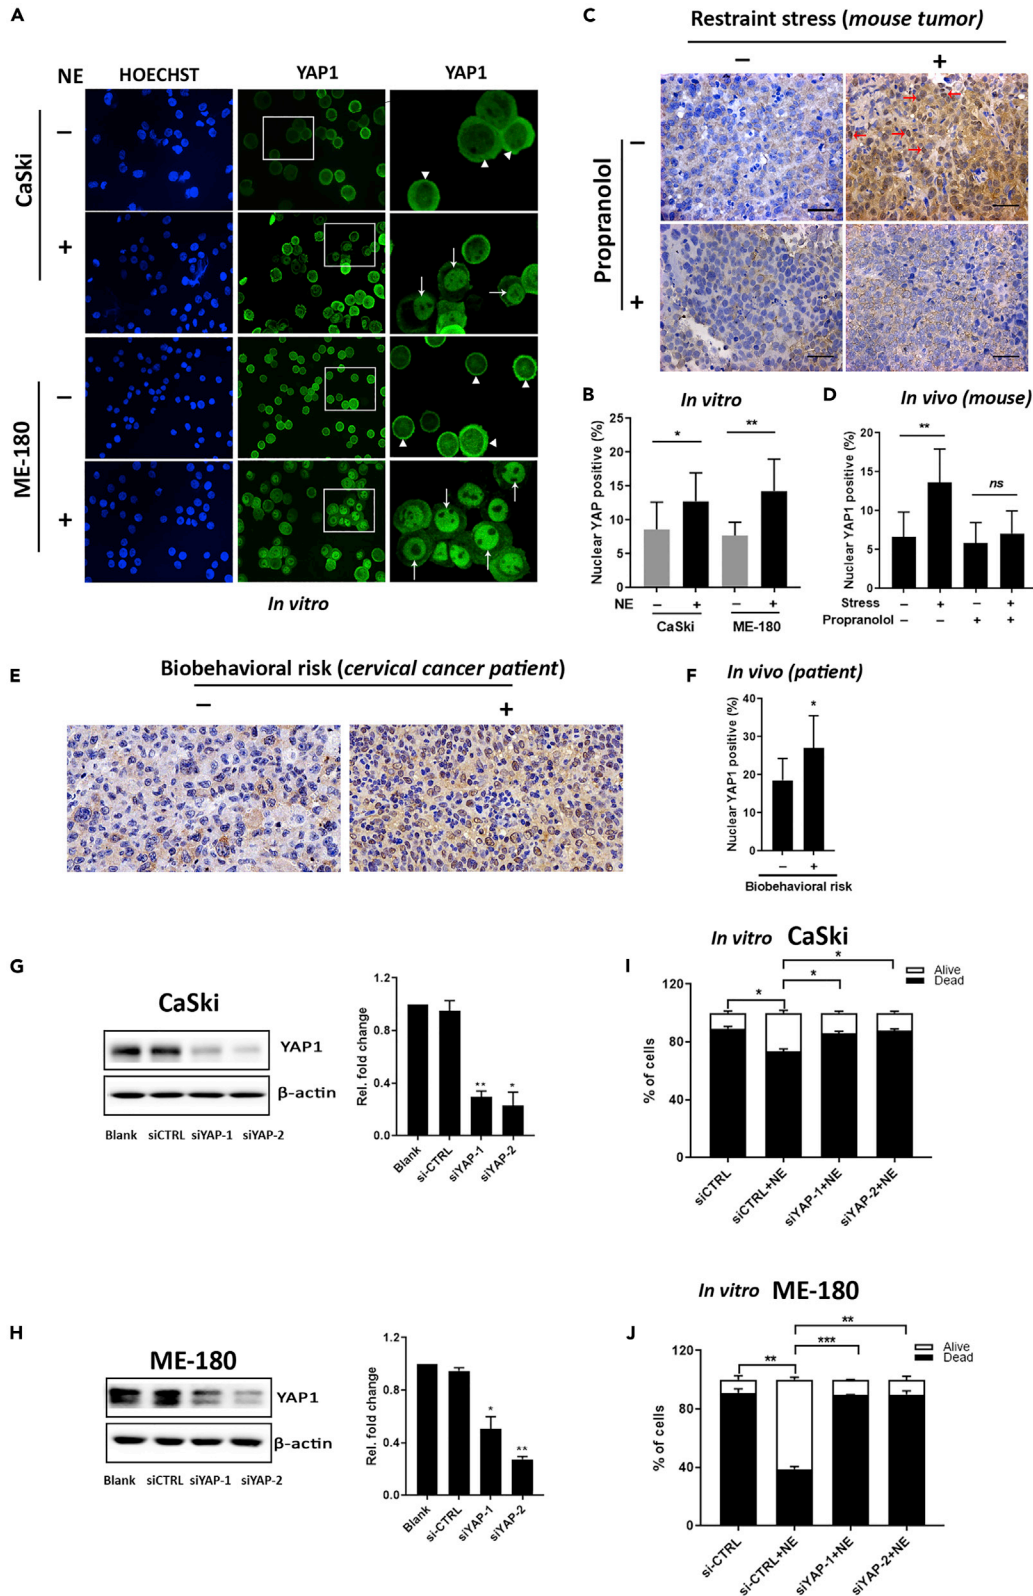 A
NE
HOECHST
YAP1
YAP1
CaSki
−
+
ME-180
−
+
In vitro
C
Restraint stress (mouse tumor)
−
+
Propranolol
−
+
B
In vitro
Nuclear YAP positive (%)
25
20
15
10
5
0
*
**
NE
−
+
−
+
CaSki
ME-180
D
In vivo (mouse)
Nuclear YAP1 positive (%)
20
15
10
5
0
**
ns
Stress
−
+
−
+
Propranolol
−
−
+
+
E
Biobehavioral risk (cervical cancer patient)
−
+
F
In vivo (patient)
Nuclear YAP1 positive (%)
40
30
20
10
0
*
−
+
Biobehavioral risk
G
CaSki
YAP1
β-actin
Blank
siCTRL
siYAP-1
siYAP-2
Rel. fold change
1.2
0.8
0.4
0.0
**
*
Blank
si-CTRL
siYAP-1
siYAP-2
I
In vitro CaSki
Alive
Dead
% of cells
120
80
40
0
*
*
*
siCTRL
siCTRL+NE
siYAP-1+NE
siYAP-2+NE
H
ME-180
YAP1
β-actin
Blank
siCTRL
siYAP-1
siYAP-2
Rel. fold change
1.2
0.8
0.4
0.0
*
**
Blank
si-CTRL
siYAP-1
siYAP-2
J
In vitro ME-180
Alive
Dead
% of cells
120
80
40
0
**
***
**
si-CTRL
si-CTRL+NE
siYAP-1+NE
siYAP-2+NE